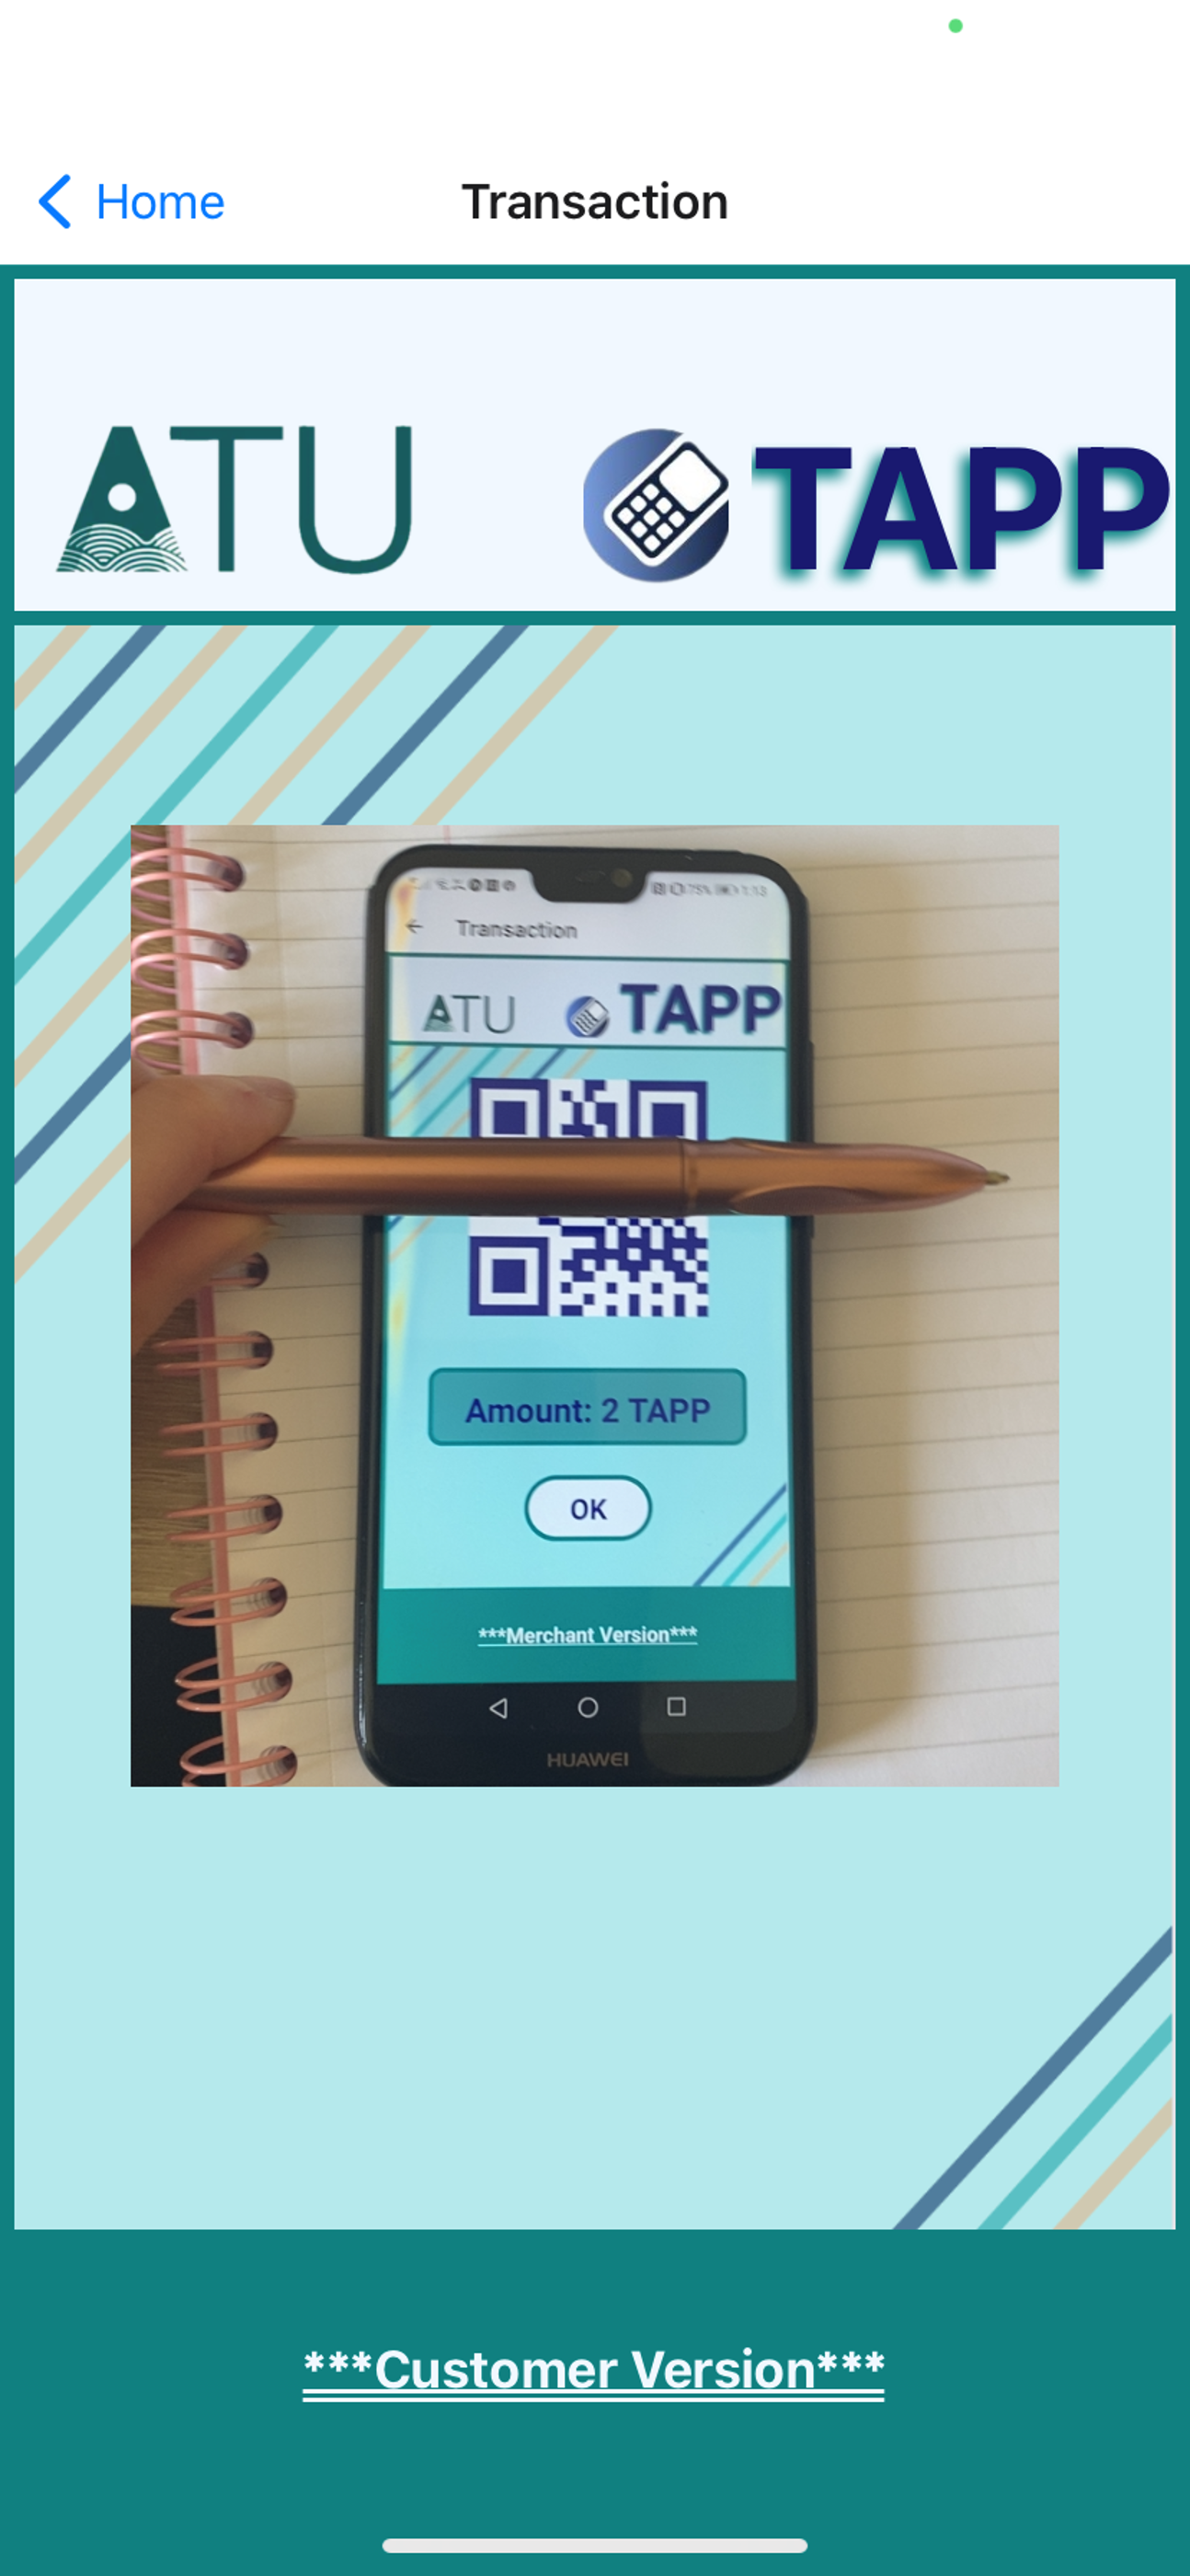 Home
Transaction
ATU
TAPP
Transaction
ATU
TAPP
Amount: 2 TAPP
OK
***Merchant Version***
HUAWEI
***Customer Version***